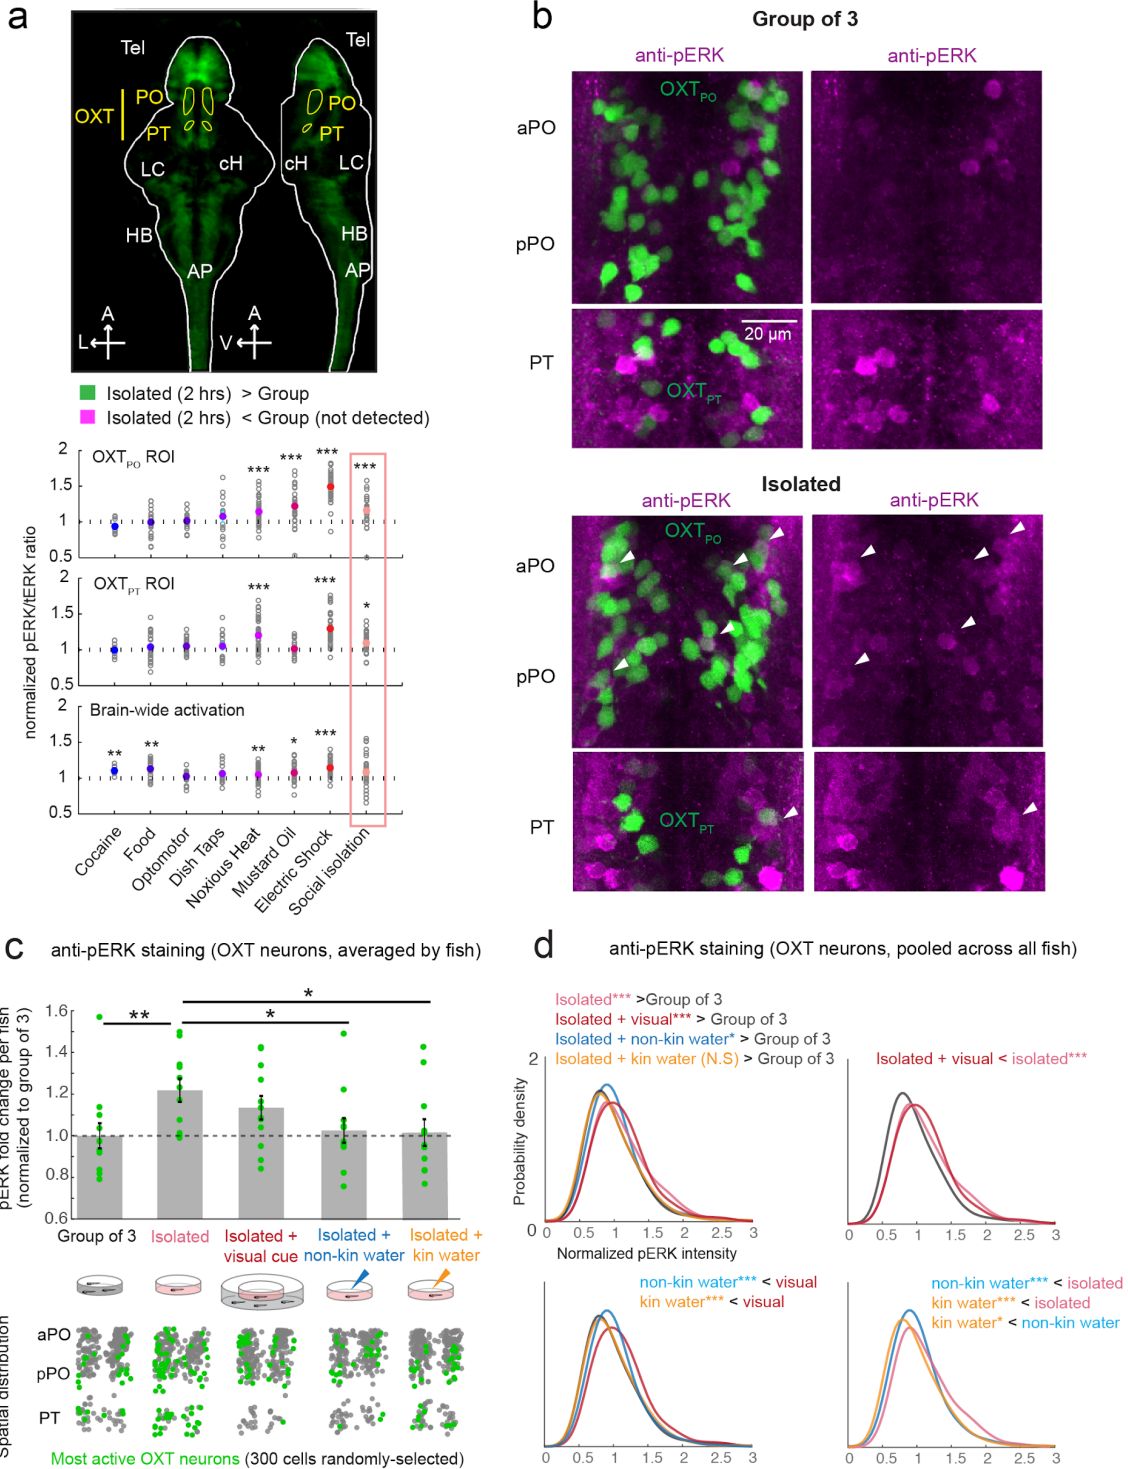 a
Tel
Tel
PO
PO
OXT
PT
PT
LC
cH
cH
LC
HB
HB
AP
AP
A
A
L
V
Isolated (2 hrs) > Group
Isolated (2 hrs) < Group (not detected)
normalized pERK/tERK ratio
2
OXTPO ROI
***
***
***
***
1.5
1
0.5
2
OXTPT ROI
***
***
*
1.5
1
0.5
2
Brain-wide activation
**
**
**
*
***
1.5
1
0.5
Cocaine
Food
Optomotor
Dish Taps
Noxious Heat
Mustard Oil
Electric Shock
Social isolation
b
Group of 3
anti-pERK
anti-pERK
OXTPO
aPO
pPO
20 µm
PT
OXTPT
Isolated
anti-pERK
anti-pERK
OXTPO
aPO
pPO
PT
OXTPT
c
anti-pERK staining (OXT neurons, averaged by fish)
pERK fold change per fish
(normalized to group of 3)
1.6
1.4
1.2
1.0
0.8
0.6
**
*
*
Group of 3
Isolated
Isolated +
visual cue
Isolated +
non-kin water
Isolated +
kin water
Spatial distribution
aPO
pPO
PT
Most active OXT neurons (300 cells randomly-selected)
d
anti-pERK staining (OXT neurons, pooled across all fish)
Isolated*** >Group of 3
Isolated + visual*** > Group of 3
Isolated + non-kin water* > Group of 3
Isolated + kin water (N.S) > Group of 3
Isolated + visual < isolated***
2
Probability density
0
0 0.5 1 1.5 2 3
Normalized pERK intensity
0 0.5 1 1.5 2 3
non-kin water*** < visual
kin water*** < visual
0 0.5 1 1.5 2 3
non-kin water*** < isolated
kin water*** < isolated
kin water* < non-kin water
0 0.5 1 1.5 2 3